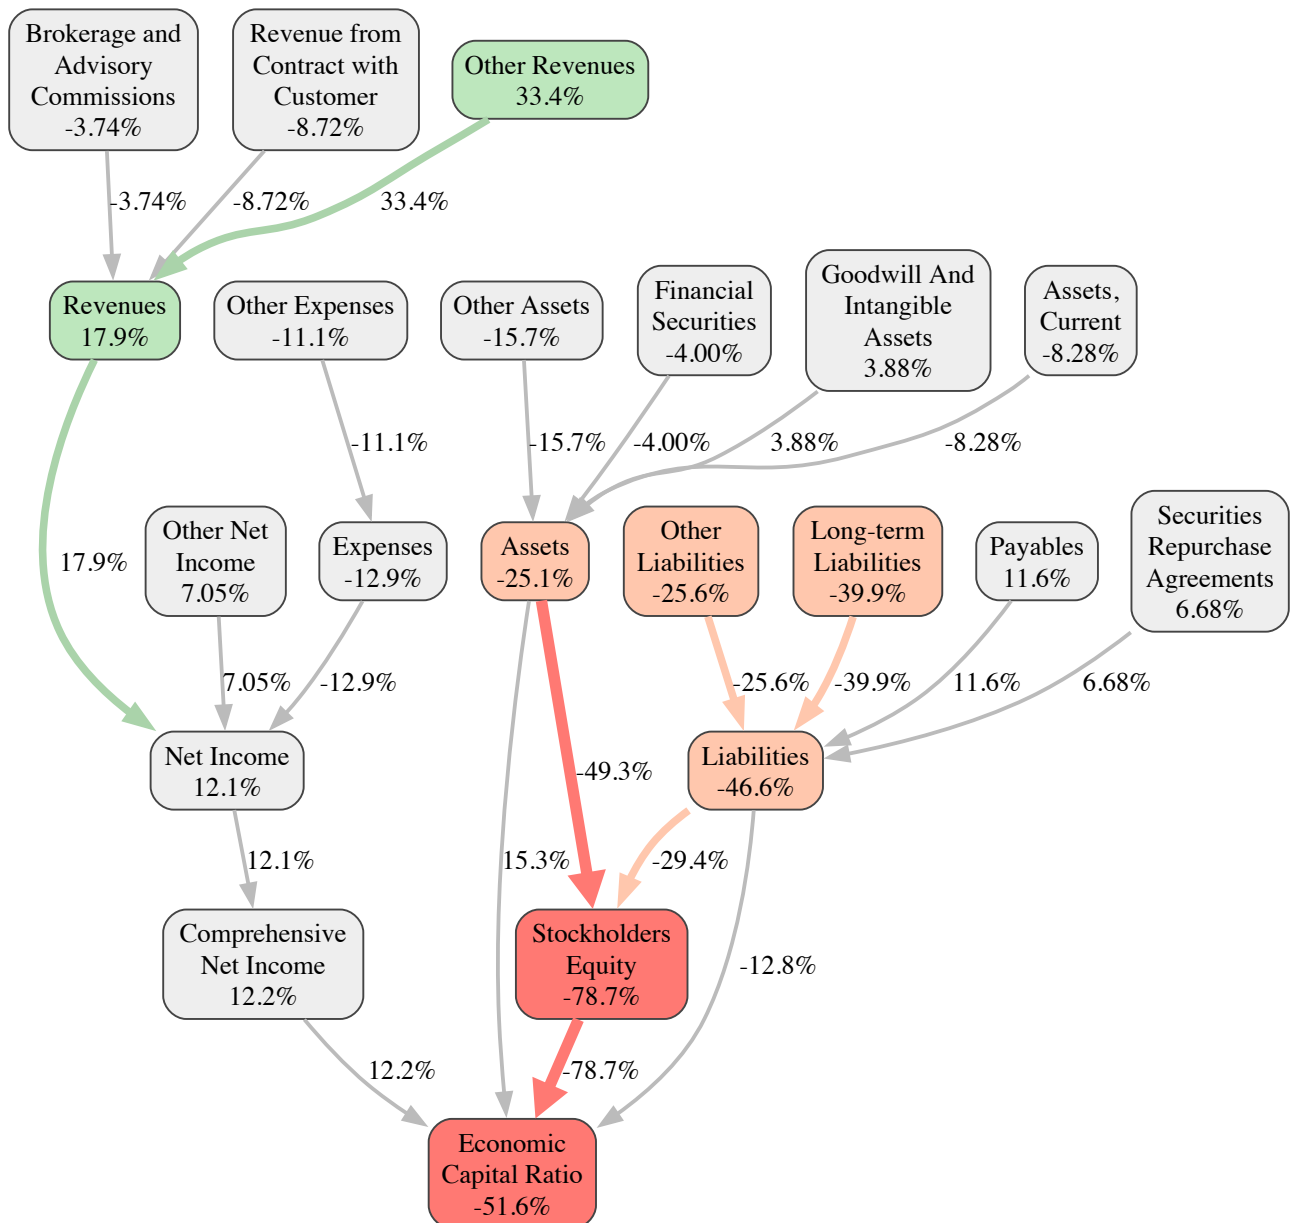 Brokerage and
Advisory
Commissions
-3.74%
Revenue from
Contract with
Customer
-8.72%
Other Revenues
33.4%
-3.74%
-8.72%
33.4%
Revenues
17.9%
Other Expenses
-11.1%
Other Assets
-15.7%
Financial
Securities
-4.00%
Goodwill And
Intangible
Assets
3.88%
Assets,
Current
-8.28%
-11.1%
-15.7%
-4.00%
3.88%
-8.28%
17.9%
Other Net
Income
7.05%
Expenses
-12.9%
Assets
-25.1%
Other
Liabilities
-25.6%
Long-term
Liabilities
-39.9%
Payables
11.6%
Securities
Repurchase
Agreements
6.68%
7.05%
-12.9%
-25.6%
-39.9%
11.6%
6.68%
Net Income
12.1%
-49.3%
Liabilities
-46.6%
12.1%
15.3%
-29.4%
Comprehensive
Net Income
12.2%
Stockholders
Equity
-78.7%
-12.8%
12.2%
-78.7%
Economic
Capital Ratio
-51.6%